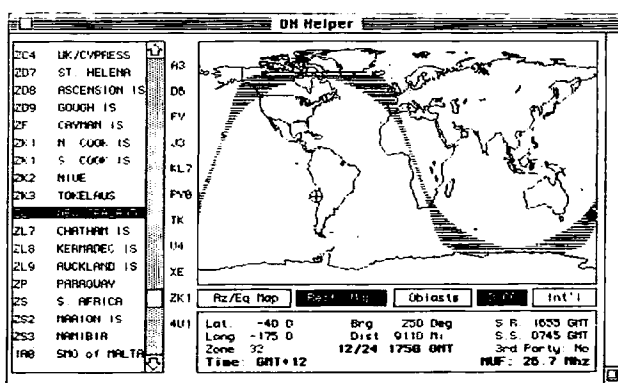 DX Helper
ZC4 UK/CYPRESS
ZD7 ST. HELENA
ZD8 ASCENSION IS
ZD9 GOUGH IS
ZF CAYMAN IS
ZK1 N COOK IS
ZK1 S COOK IS
ZK2 NIUE
ZK3 TOKELAUS
ZL7 CHATHAM IS
ZL8 KERMADEC IS
ZL9 AUCKLAND IS
ZP PARAGUAY
ZS S. AFRICA
ZS2 MARION IS
ZS3 NAMIBIA
1A0 SMO of MALTA
A3
D6
FY
J3
KL7
PY0
TK
U4
XE
ZK1
4U1
Az/Eq Map
Oblasts
Int'l
Lat. -40 D Brg 230 Deg S.R. 1655 GMT
Long -175 D Dist 9110 Mi S.S. 0745 GMT
Zone 32 12/24 1758 GMT 3rd Party: No
Time: GMT+12 MUF: 26.7 Mhz